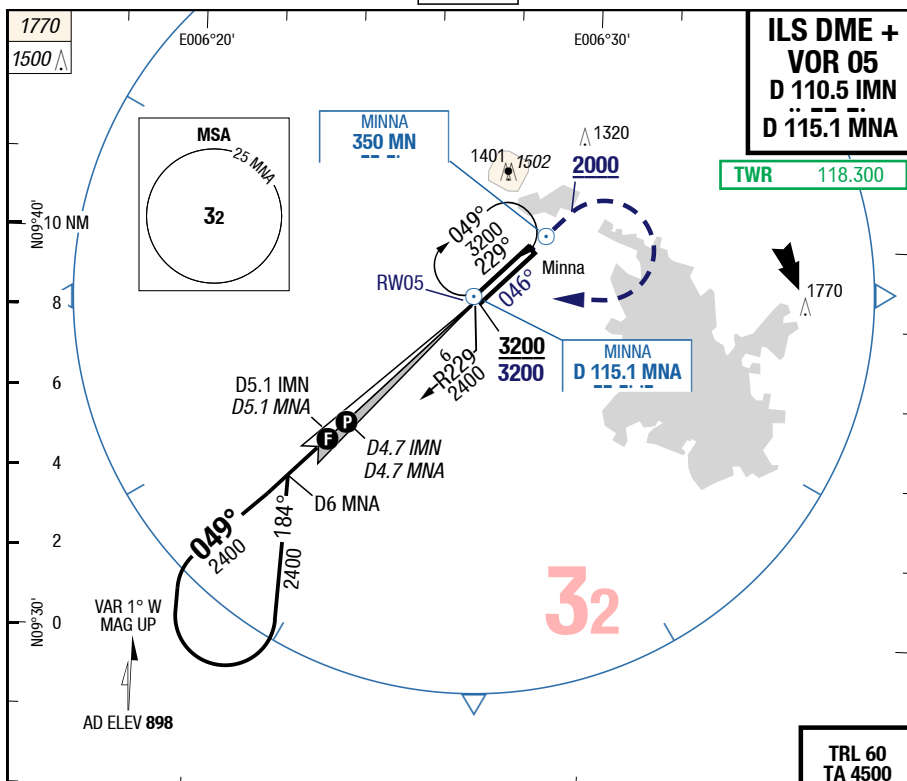 1770
1500
E006°20'
E006°30'
ILS DME +
VOR 05
D 110.5 IMN
D 115.1 MNA
TWR 118.300
MINNA
350 MN
1320
2000
1401
1502
MSA
25 MNA
32
N09°40'
10 NM
049°
3200
229°
RW05
046°
Minna
1770
8
3200
3200
MINNA
D 115.1 MNA
6
R229
2400
6
D5.1 IMN
D5.1 MNA
F
P
D4.7 IMN
D4.7 MNA
4
D6 MNA
049°
2400
184°
2400
2
32
VAR 1° W
MAG UP
N09°30'
0
AD ELEV 898
TRL 60
TA 4500